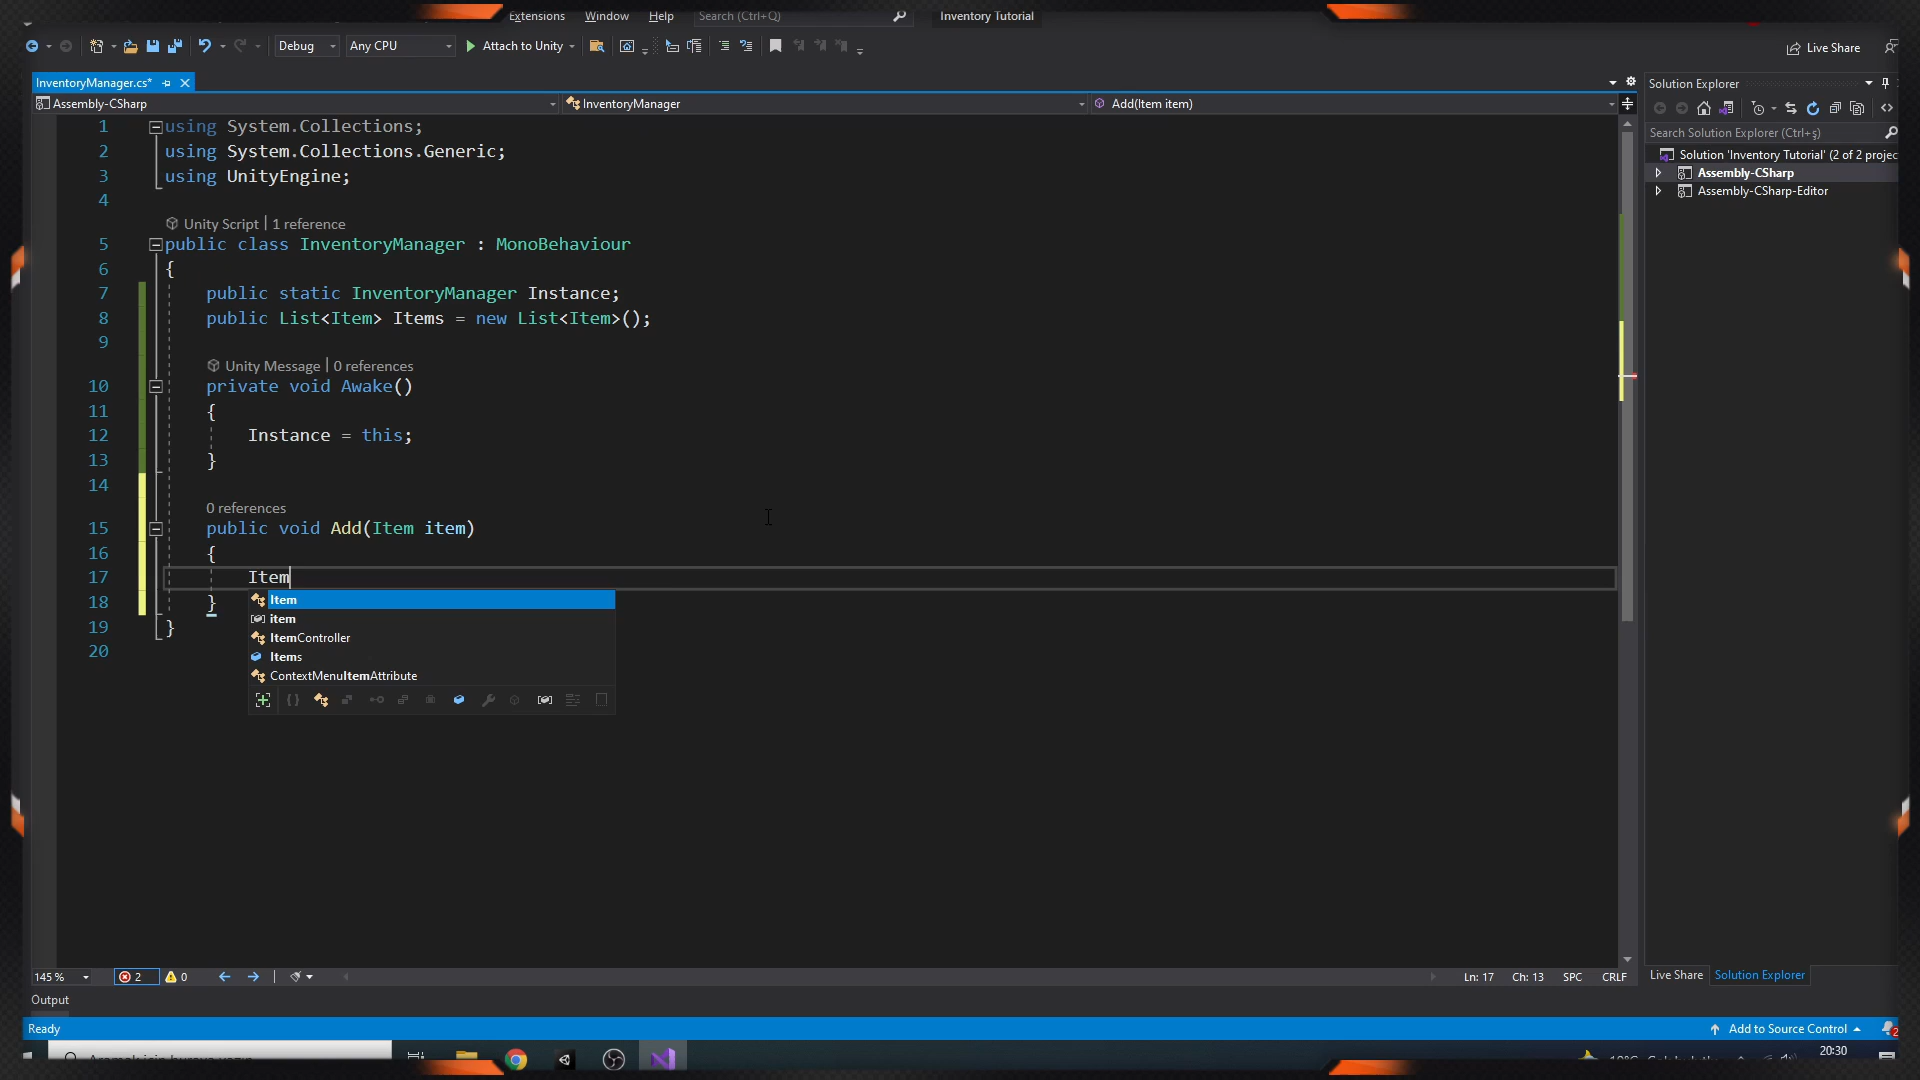 Extensions Window Help Search (Ctrl+Q) Inventory Tutorial
Debug Any CPU Attach to Unity Live Share
InventoryManager.cs*
Solution Explorer
Assembly-CSharp InventoryManager Add(Item item)
Search Solution Explorer (Ctrl+ş)
Solution 'Inventory Tutorial' (2 of 2 projec
Assembly-CSharp
Assembly-CSharp-Editor
1 using System.Collections;
2 using System.Collections.Generic;
3 using UnityEngine;
4
Unity Script | 1 reference
5 public class InventoryManager : MonoBehaviour
6 {
7 public static InventoryManager Instance;
8 public List<Item> Items = new List<Item>();
9
Unity Message | 0 references
10 private void Awake()
11 {
12 Instance = this;
13 }
14
0 references
15 public void Add(Item item)
16 {
17 Item
18 }
19 }
20
Item
item
ItemController
Items
ContextMenuItemAttribute
145 % 2 0 Ln: 17 Ch: 13 SPC CRLF
Live Share Solution Explorer
Output
Ready Add to Source Control 2
20:30